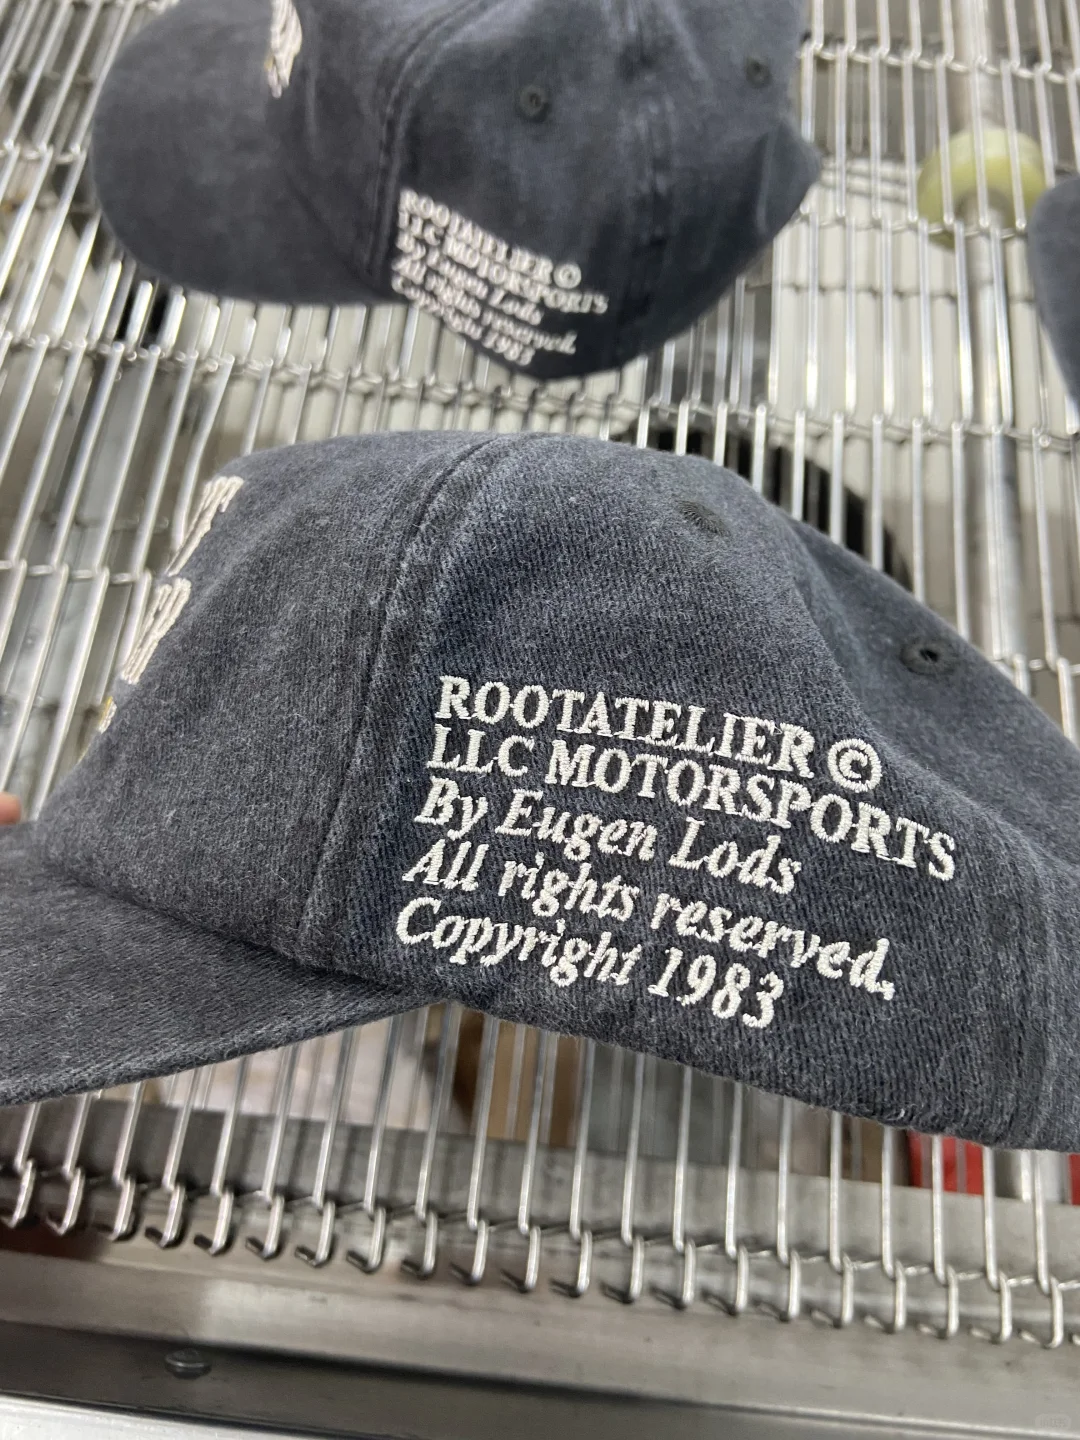 ROOTATELIER ©
LLC MOTORSPORTS
By Eugen Lods
All rights reserved.
Copyright 1983
ROOTATELIER ©
LLC MOTORSPORTS
By Eugen Lods
All rights reserved,
Copyright 1983